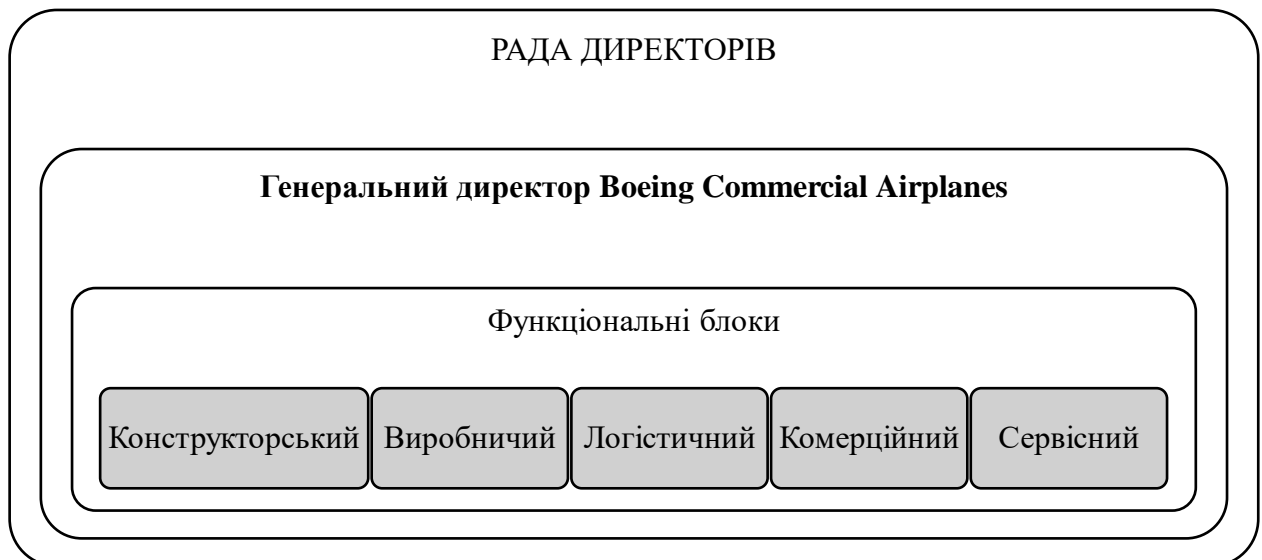 РАДА ДИРЕКТОРІВ
Генеральний директор Boeing Commercial Airplanes
Функціональні блоки
Конструкторський
Виробничий
Логістичний
Комерційний
Сервісний